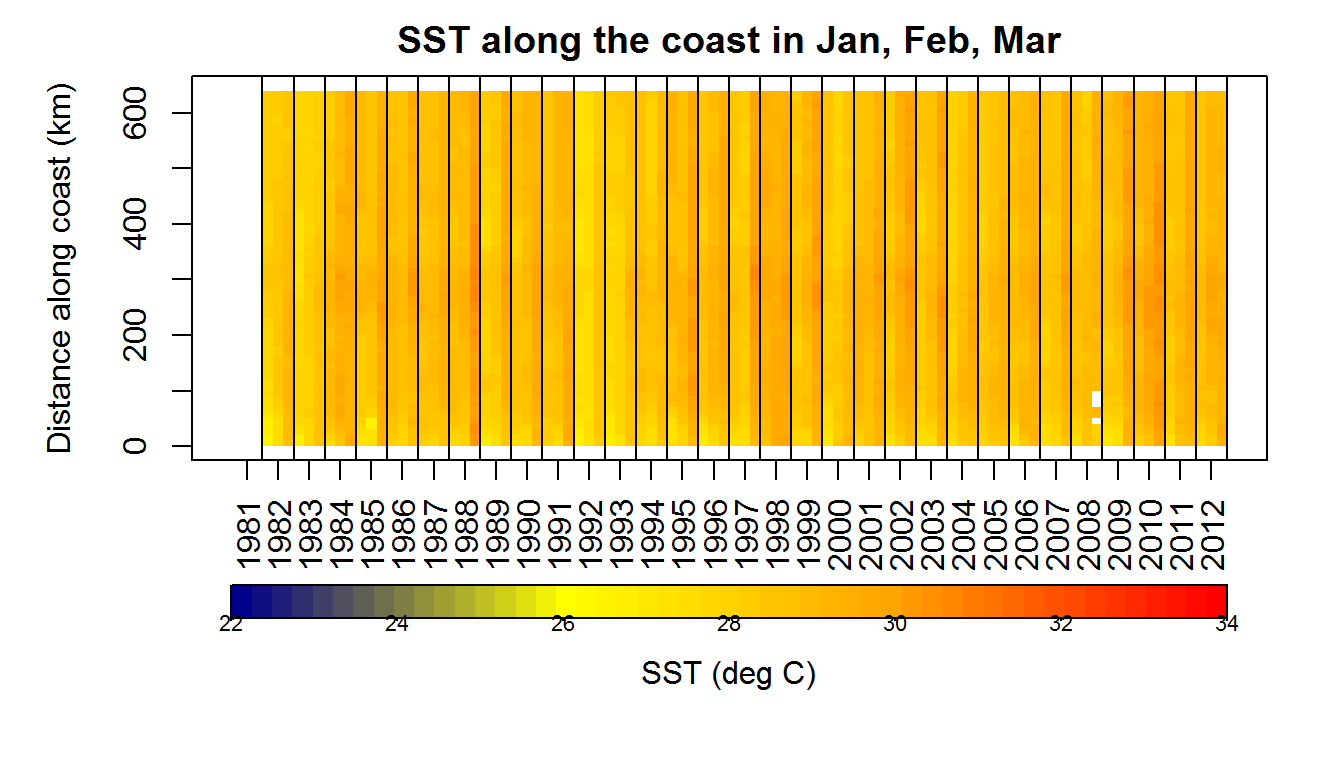 SST along the coast in Jan, Feb, Mar
Distance along coast (km)
600
400
200
0
1981 1982 1983 1984 1985 1986 1987 1988 1989 1990 1991 1992 1993 1994 1995 1996 1997 1998 1999 2000 2001 2002 2003 2004 2005 2006 2007 2008 2009 2010 2011 2012
22 24 26 28 30 32 34
SST (deg C)